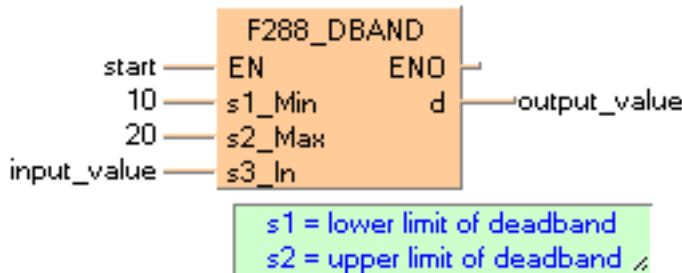 F288_DBAND
start EN ENO
10 s1_Min d output_value
20 s2_Max
input_value s3_In
s1 = lower limit of deadband
s2 = upper limit of deadband